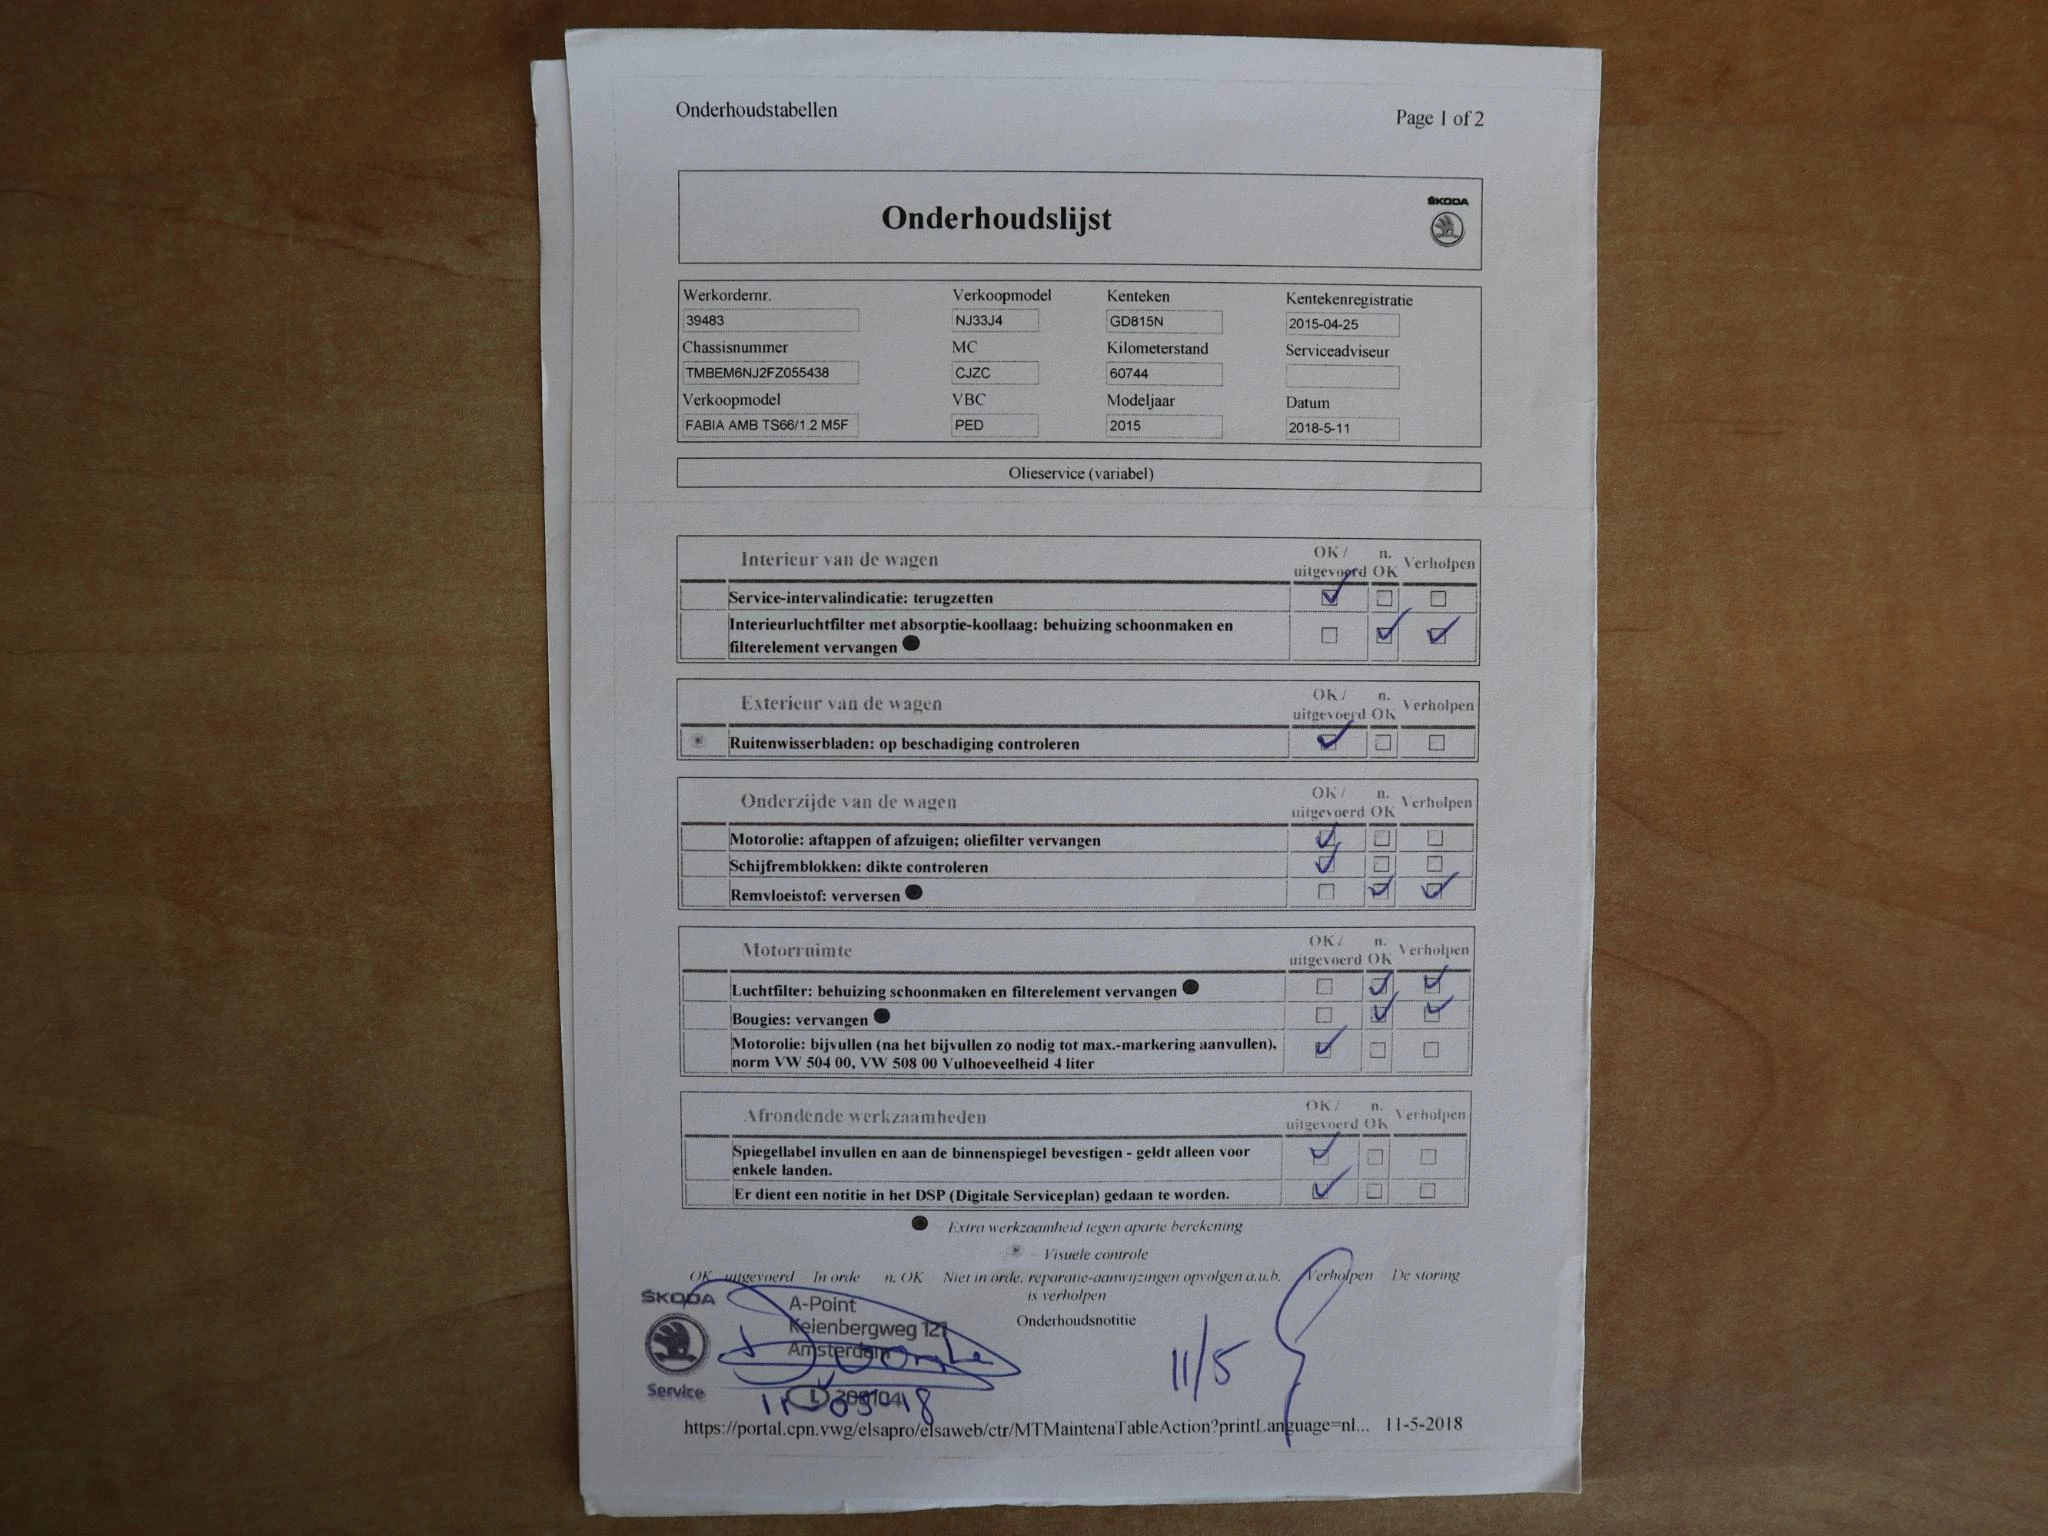 Onderhoudstabellen
Page 1 of 2
Onderhoudslijst
ŠKODA
Werkordernr. Verkoopmodel Kenteken Kentekenregistratie
39483 NJ33J4 GD815N 2015-04-25
Chassisnummer MC Kilometerstand Serviceadviseur
TMBEM6NJ2FZ055438 CJZC 60744
Verkoopmodel VBC Modeljaar Datum
FABIA AMB TS66/1.2 M5F PED 2015 2018-5-11
Olieservice (variabel)
Interieur van de wagen OK / uitgevoerd n. OK Verholpen
Service-intervalindicatie: terugzetten
Interieurluchtfilter met absorptie-koollaag: behuizing schoonmaken en
filterelement vervangen
Exterieur van de wagen OK / uitgevoerd n. OK Verholpen
Ruitenwisserbladen: op beschadiging controleren
Onderzijde van de wagen OK / uitgevoerd n. OK Verholpen
Motorolie: aftappen of afzuigen; oliefilter vervangen
Schijfremblokken: dikte controleren
Remvloeistof: verversen
Motorruimte OK / uitgevoerd n. OK Verholpen
Luchtfilter: behuizing schoonmaken en filterelement vervangen
Bougies: vervangen
Motorolie: bijvullen (na het bijvullen zo nodig tot max.-markering aanvullen),
norm VW 504 00, VW 508 00 Vulhoeveelheid 4 liter
Afrondende werkzaamheden OK / uitgevoerd n. OK Verholpen
Spiegellabel invullen en aan de binnenspiegel bevestigen - geldt alleen voor
enkele landen.
Er dient een notitie in het DSP (Digitale Serviceplan) gedaan te worden.
Extra werkzaamheid tegen aparte berekening
Visuele controle
OK uitgevoerd In orde n. OK Niet in orde, reparatie-aanwijzingen opvolgen a.u.b. Verholpen De storing
is verholpen
Onderhoudsnotitie
ŠKODA
Service
A-Point
Keienbergweg 121
Amsterdam
11/5
https://portal.cpn.vwg/elsapro/elsaweb/ctr/MTMaintenaTableAction?printLanguage=nl... 11-5-2018